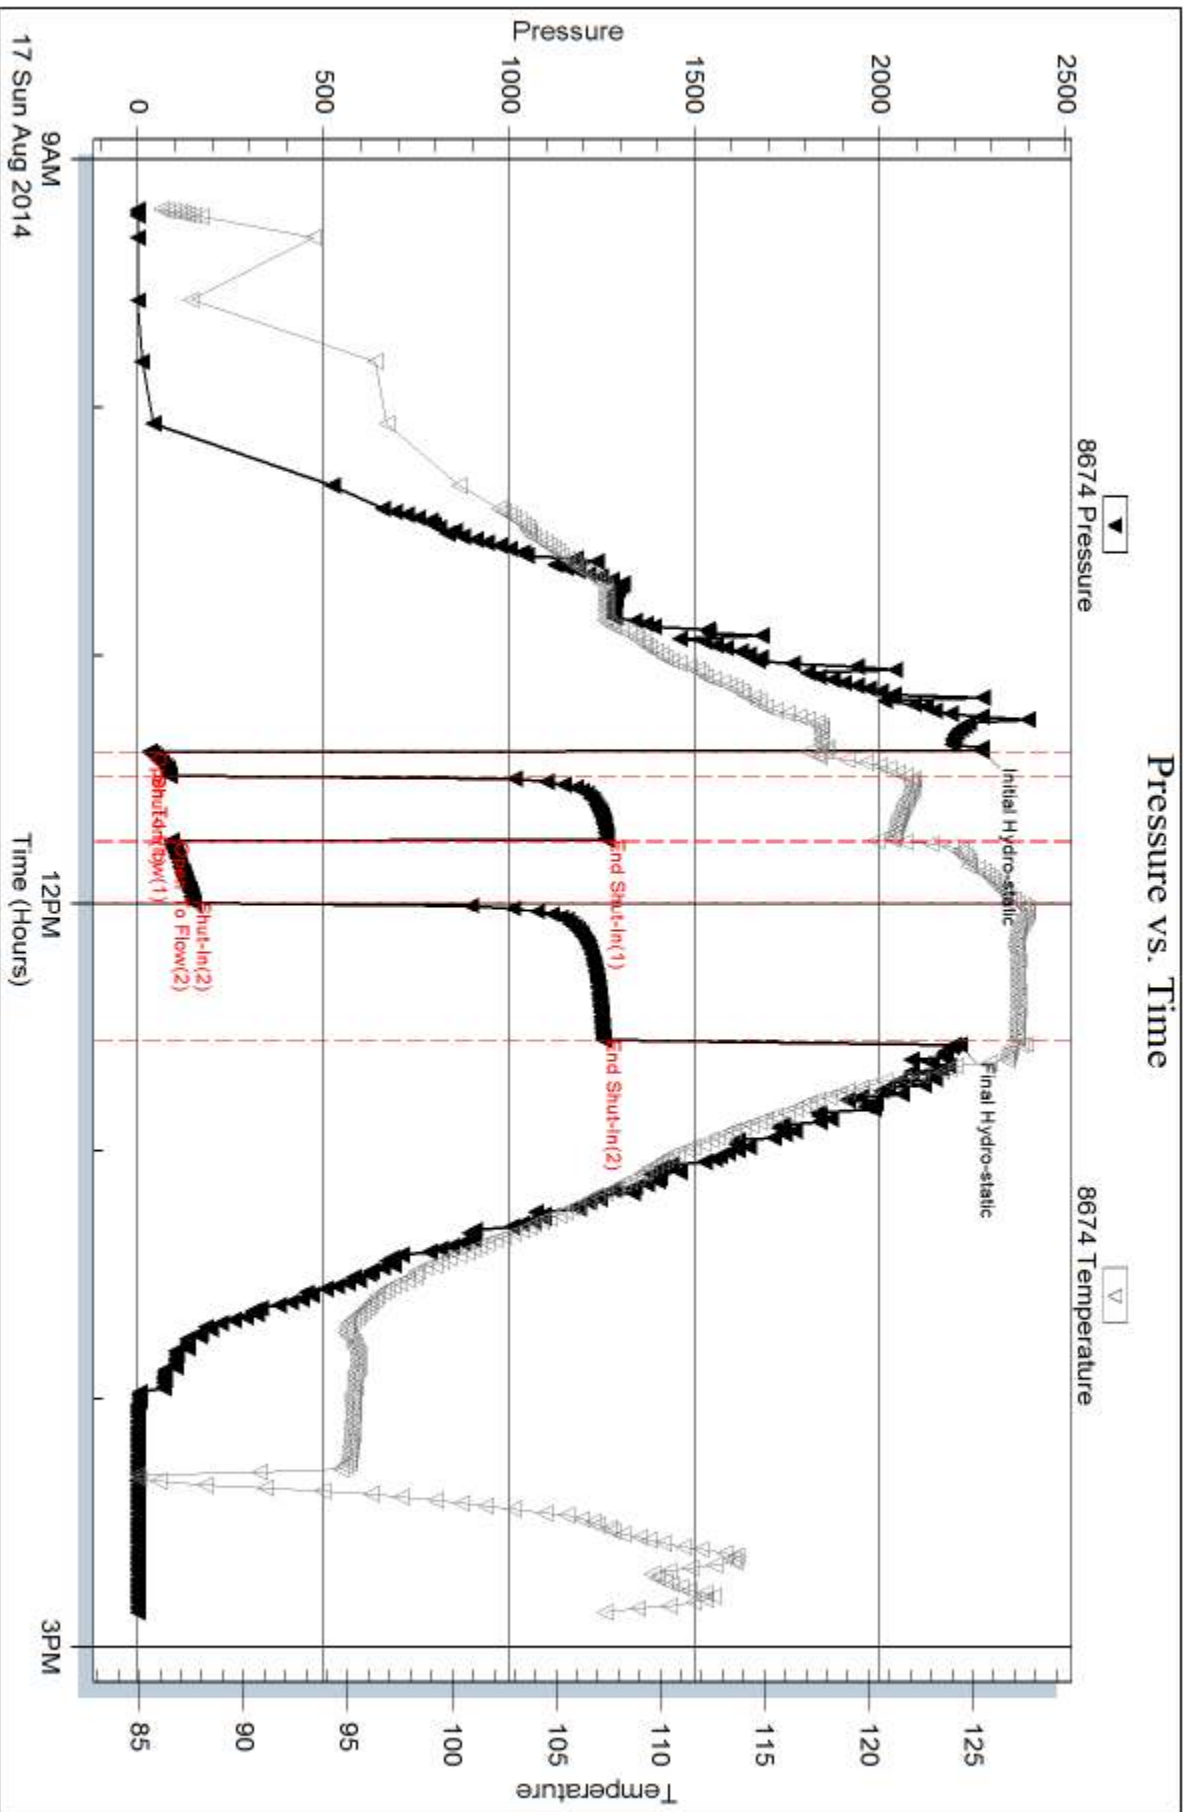 Pressure vs. Time
8674 Pressure
8674 Temperature
Pressure
2500
2000
1500
1000
500
0
Temperature
125
120
115
110
105
100
95
90
85
Initial Hydro-static
Final Hydro-static
End Shut-In(1)
End Shut-In(2)
Shut-In(2)
Open To Flow(2)
9AM
12PM
3PM
17 Sun Aug 2014
Time (Hours)